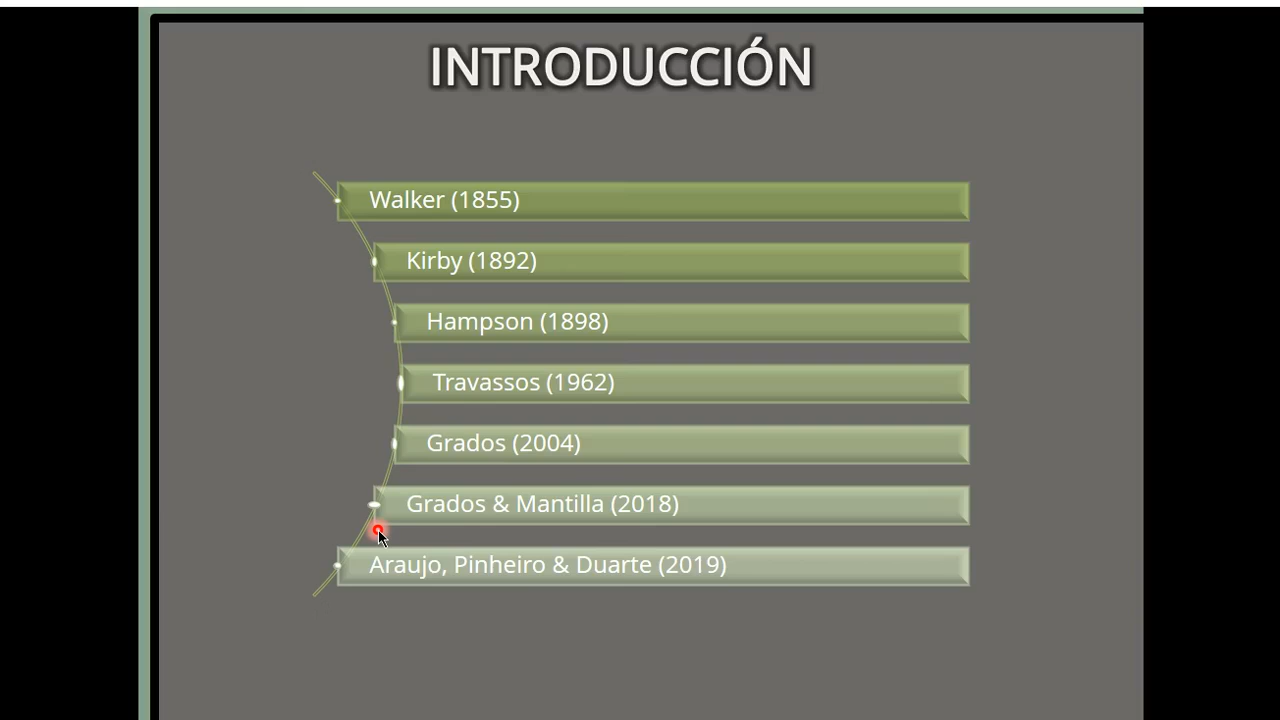 INTRODUCCIÓN
Walker (1855)
Kirby (1892)
Hampson (1898)
Travassos (1962)
Grados (2004)
Grados & Mantilla (2018)
Araujo, Pinheiro & Duarte (2019)